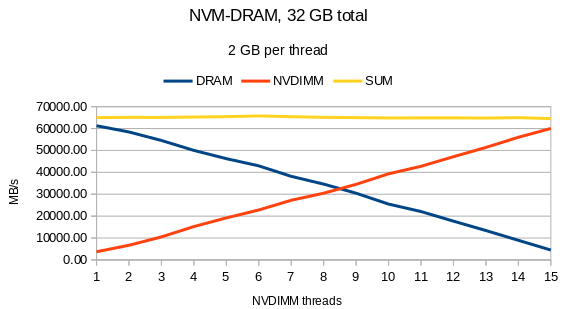 NVM-DRAM, 32 GB total
2 GB per thread
DRAM NVDIMM SUM
70000.00
60000.00
50000.00
40000.00
30000.00
20000.00
10000.00
0.00
MB/s
1 2 3 4 5 6 7 8 9 10 11 12 13 14 15
NVDIMM threads